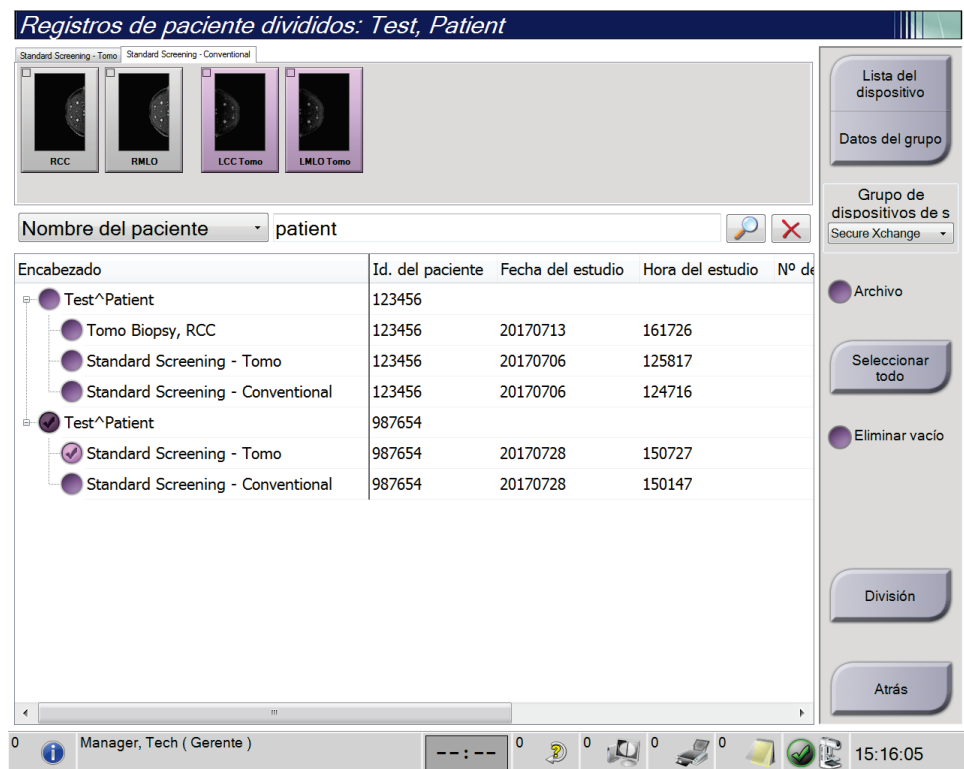 Registros de paciente divididos: Test, Patient
Standard Screening - Tomo Standard Screening - Conventional
RCC RMLO LCC Tomo LMLO Tomo
Lista del
dispositivo
Datos del grupo
Grupo de
dispositivos de s
Secure Xchange
Nombre del paciente patient
Encabezado Id. del paciente Fecha del estudio Hora del estudio Nº de
Test^Patient 123456
Tomo Biopsy, RCC 123456 20170713 161726
Standard Screening - Tomo 123456 20170706 125817
Standard Screening - Conventional 123456 20170706 124716
Test^Patient 987654
Standard Screening - Tomo 987654 20170728 150727
Standard Screening - Conventional 987654 20170728 150147
Archivo
Seleccionar
todo
Eliminar vacío
División
Atrás
0 Manager, Tech ( Gerente ) --:-- 0 0 0 0 15:16:05